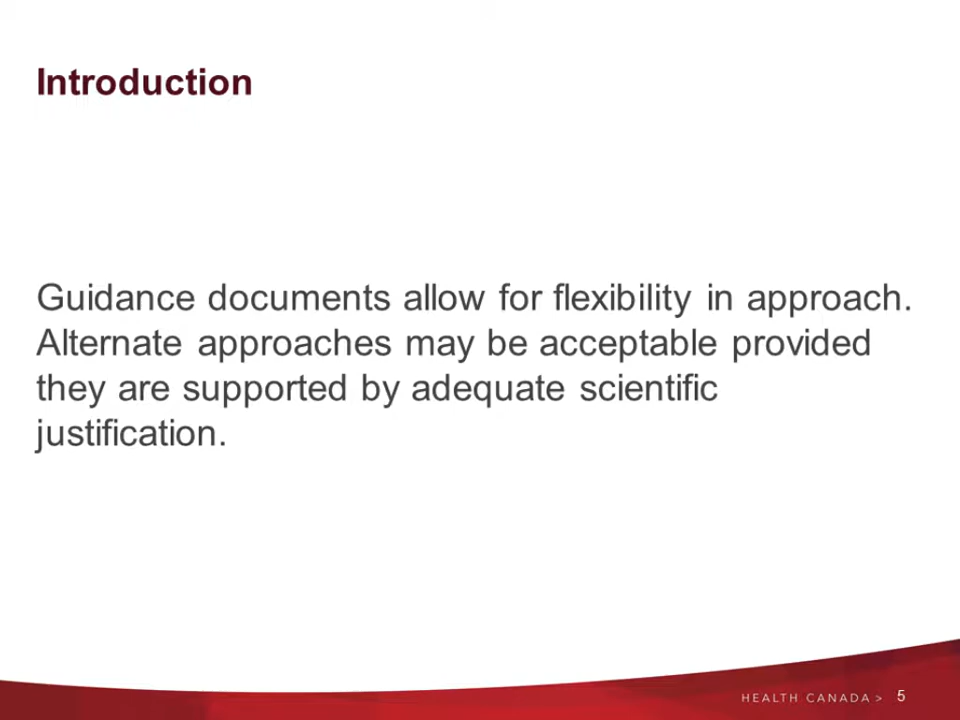 Introduction
Guidance documents allow for flexibility in approach.
Alternate approaches may be acceptable provided
they are supported by adequate scientific
justification.
HEALTH CANADA > 5